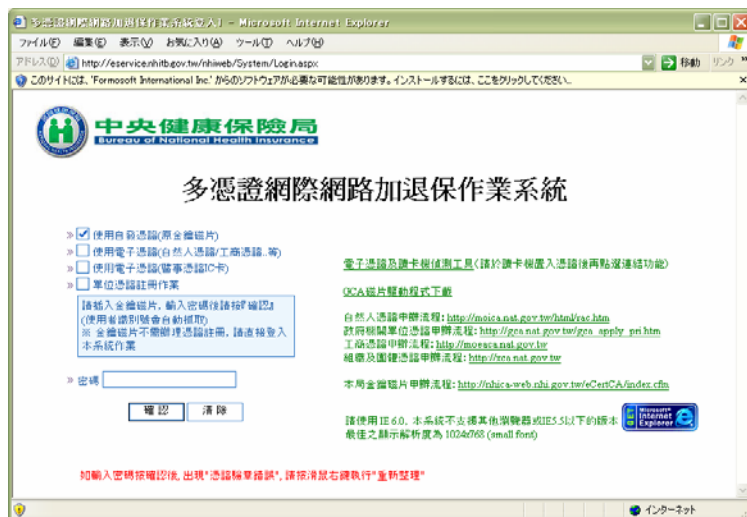 多憑證網際網路加退保作業系統登入] - Microsoft Internet Explorer
ファイル(F) 編集(E) 表示(V) お気に入り(A) ツール(T) ヘルプ(H)
アドレス(D) http://eservice.nhitb.gov.tw/nhiweb/System/Login.aspx 移動 リンク »
このサイトには、'Formosoft International Inc.' からのソフトウェアが必要な可能性があります。インストールするには、ここをクリックしてください...
中央健康保險局
Bureau of National Health Insurance
多憑證網際網路加退保作業系統
» 使用自發憑證(原金鑰磁片)
» 使用電子憑證(自然人憑證/工商憑證..等)
» 使用電子憑證(醫事憑證IC卡)
» 單位憑證註冊作業
請插入金鑰磁片, 輸入密碼後請按『確認』
(使用者識別號會自動擷取)
※ 金鑰磁片不需辦理憑證註冊, 請直接登入
本系統作業
» 密碼
確認 清除
電子憑證及讀卡機偵測工具(請於讀卡機置入憑證後再點選連結功能)
GCA磁片驅動程式下載
自然人憑證申辦流程: http://moica.nat.gov.tw/html/rac.htm
政府機關單位憑證申辦流程: http://gca.nat.gov.tw/gca_apply_pri.htm
工商憑證申辦流程: http://moeaca.nat.gov.tw
組織及團體憑證申辦流程: http://xca.nat.gov.tw
本局金鑰磁片申辦流程: http://nhica-web.nhi.gov.tw/eCertCA/index.cfm
請使用 IE 6.0, 本系統不支援其他瀏覽器或IE5.5以下的版本
最佳之顯示解析度為 1024x768 (small font)
Microsoft Internet Explorer
如輸入密碼按確認後, 出現"憑證驗章錯誤", 請按滑鼠右鍵執行"重新整理"
インターネット